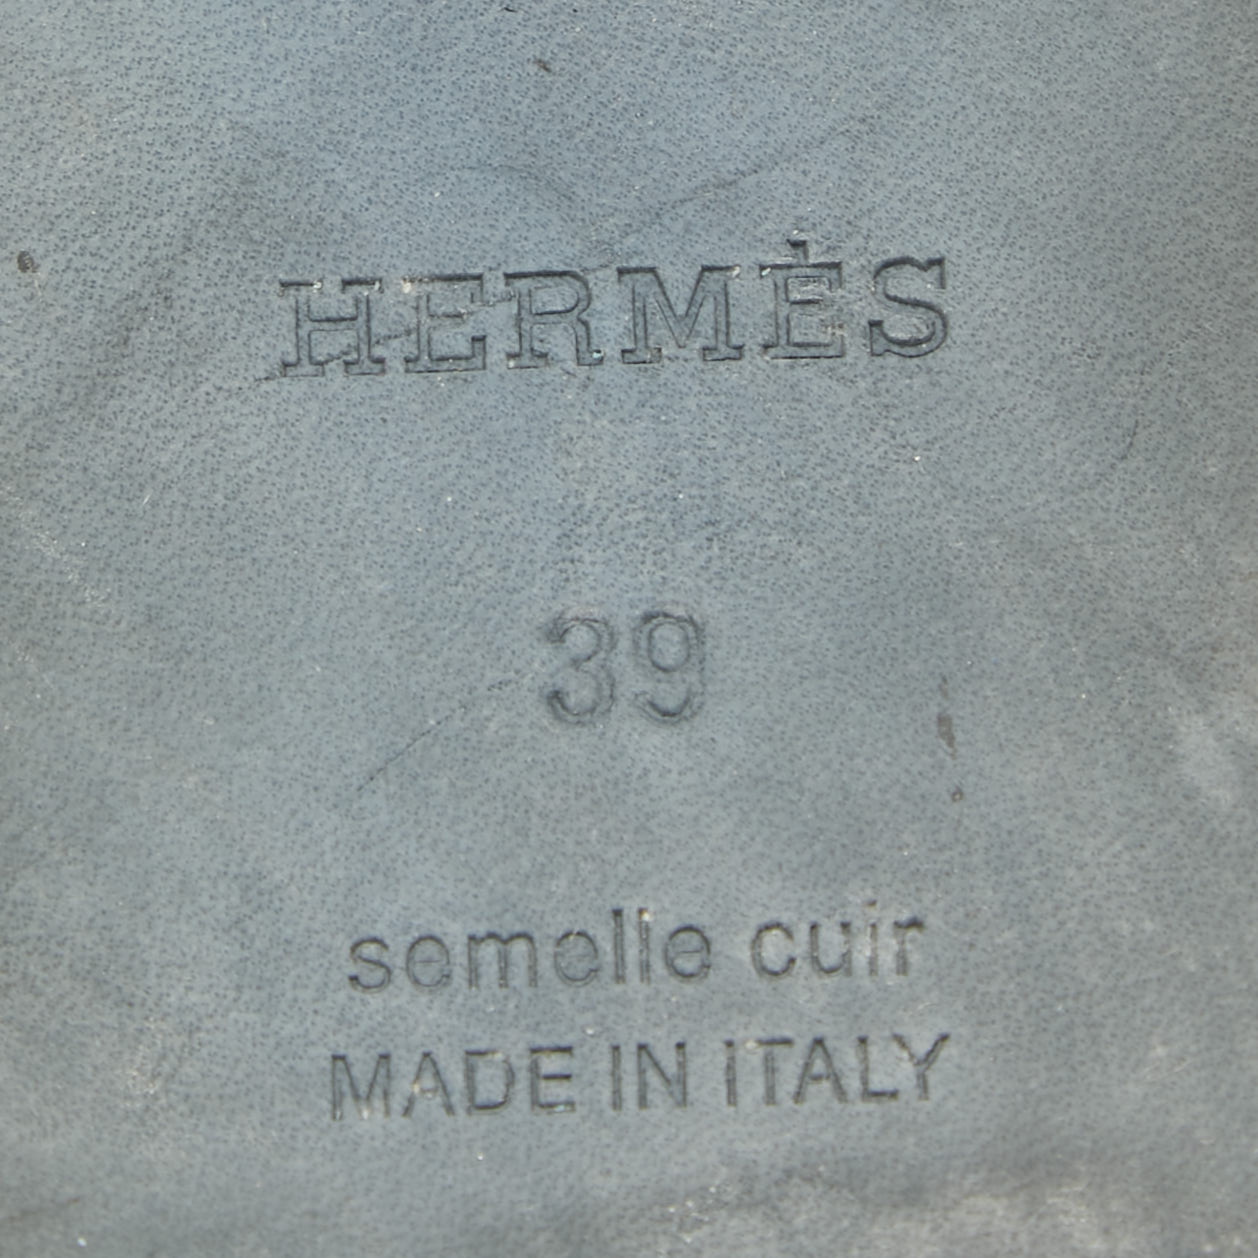 HERMÈS
39
semelle cuir
MADE IN ITALY